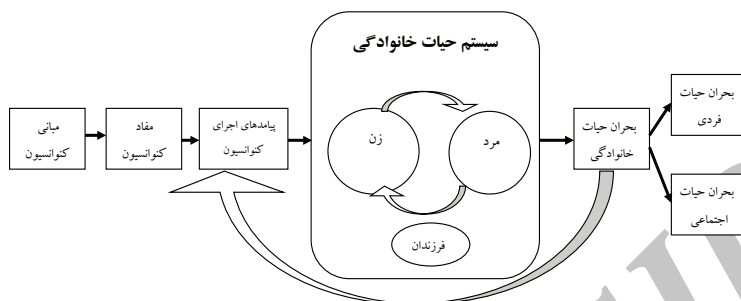 سیستم حیات خانوادگی
مبانی
کنوانسیون
مفاد
کنوانسیون
پیامدهای اجرای
کنوانسیون
زن
مرد
فرزندان
بحران حیات
خانوادگی
بحران حیات
فردی
بحران حیات
اجتماعی